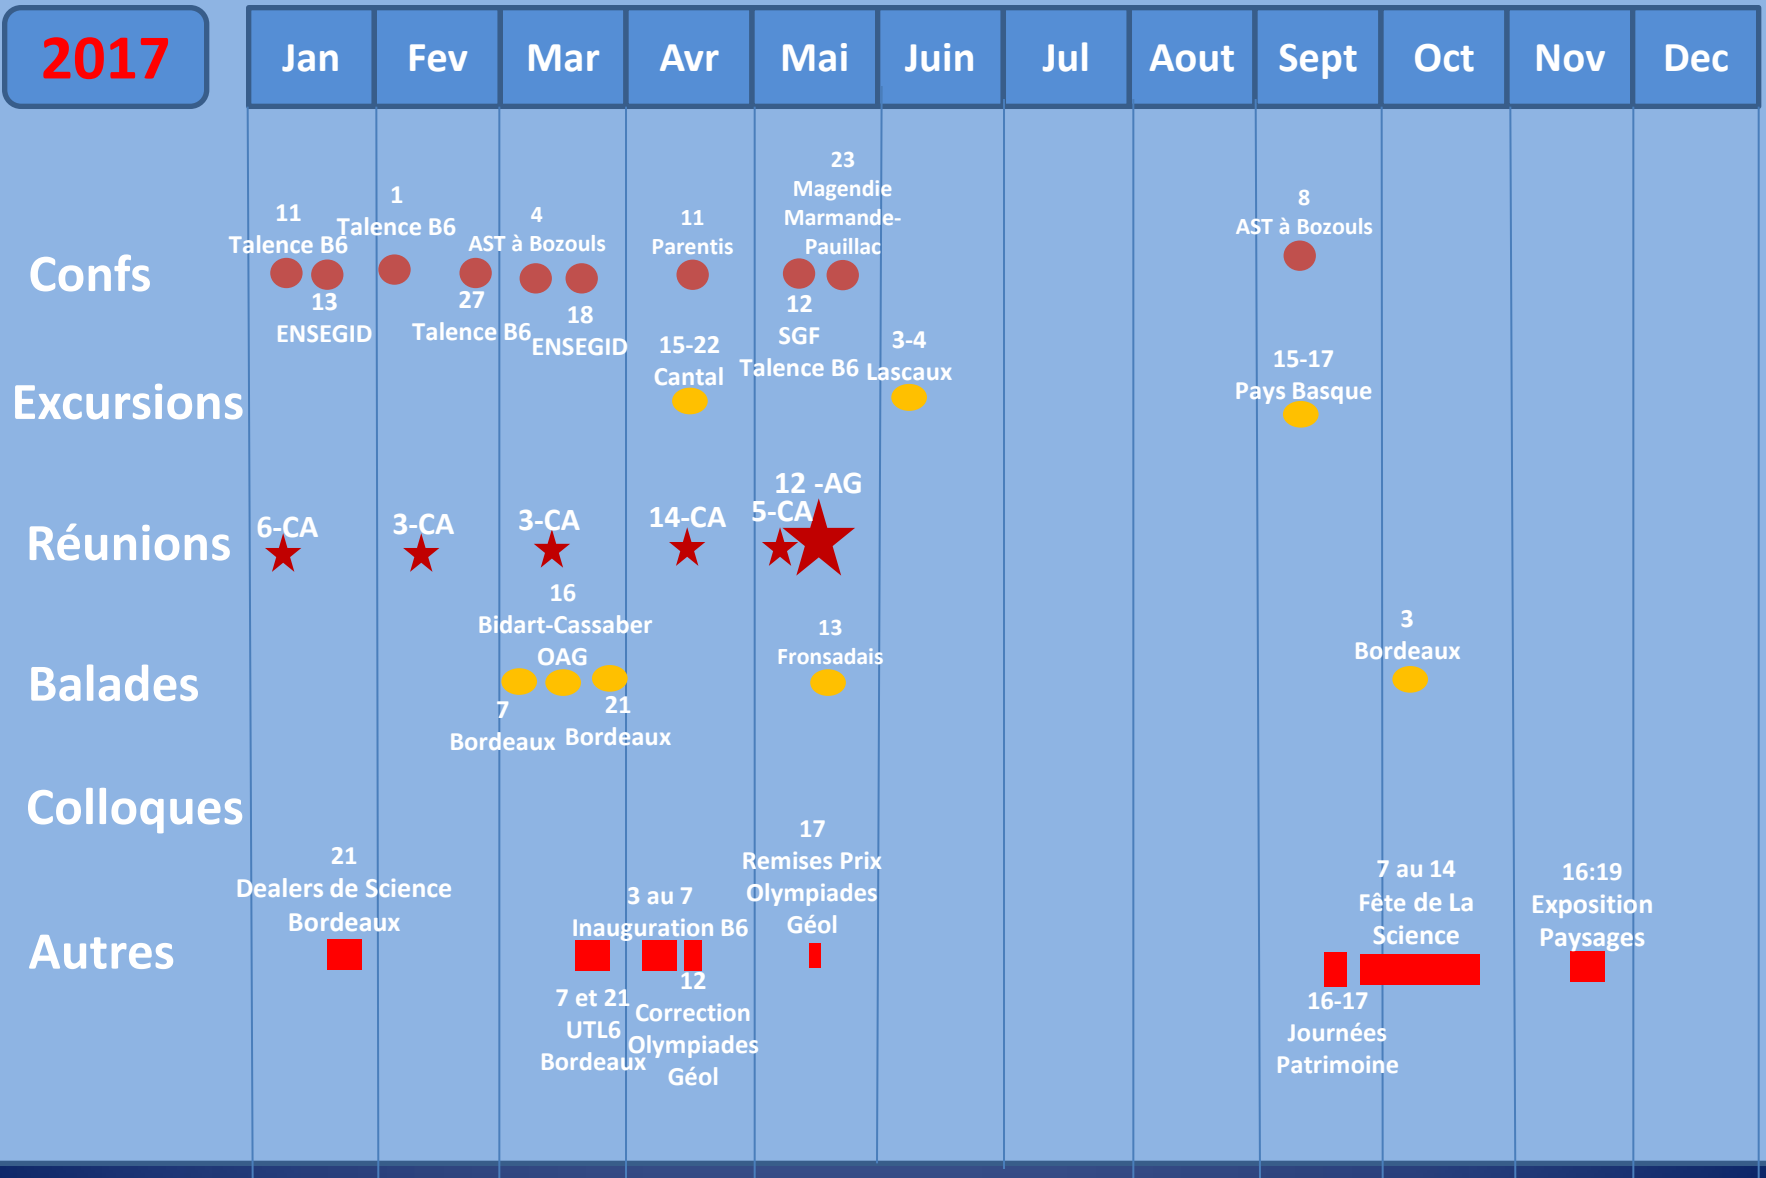 2017
Jan
Fev
Mar
Avr
Mai
Juin
Jul
Aout
Sept
Oct
Nov
Dec
Confs
11
Talence B6
13
ENSEGID
1
Talence B6
27
Talence B6
4
AST à Bozouls
18
ENSEGID
11
Parentis
23
Magendie
Marmande-
Pauillac
12
SGF
Talence B6
8
AST à Bozouls
Excursions
15-22
Cantal
3-4
Lascaux
15-17
Pays Basque
Réunions
6-CA
3-CA
3-CA
14-CA
5-CA
12 -AG
Balades
16
Bidart-Cassaber
OAG
7
Bordeaux
21
Bordeaux
13
Fronsadais
3
Bordeaux
Colloques
Autres
21
Dealers de Science
Bordeaux
7 et 21
UTL6
Bordeaux
3 au 7
Inauguration B6
12
Correction
Olympiades
Géol
17
Remises Prix
Olympiades
Géol
16-17
Journées
Patrimoine
7 au 14
Fête de La
Science
16:19
Exposition
Paysages